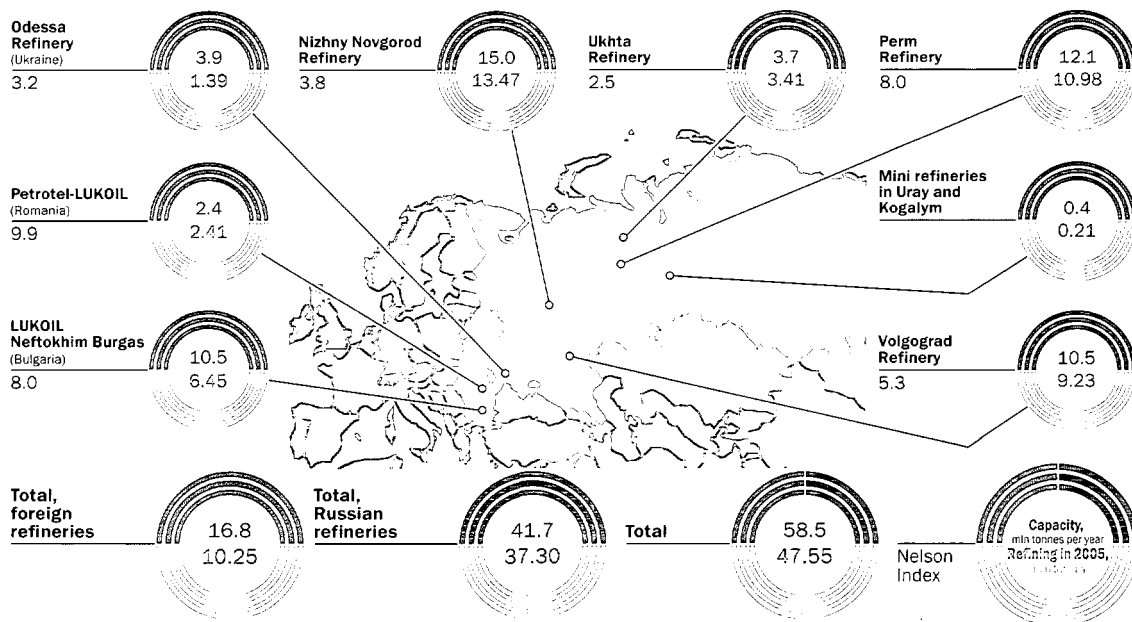 Odessa
Refinery
(Ukraine)
3.2
3.9
1.39
Nizhny Novgorod
Refinery
3.8
15.0
13.47
Ukhta
Refinery
2.5
3.7
3.41
Perm
Refinery
8.0
12.1
10.98
Petrotel-LUKOIL
(Romania)
9.9
2.4
2.41
Mini refineries
in Uray and
Kogalym
0.4
0.21
LUKOIL
Neftokhim Burgas
(Bulgaria)
8.0
10.5
6.45
Volgograd
Refinery
5.3
10.5
9.23
Total,
foreign
refineries
16.8
10.25
Total,
Russian
refineries
41.7
37.30
Total
58.5
47.55
Nelson
Index
Capacity,
mln tonnes per year
Refining in 2005,